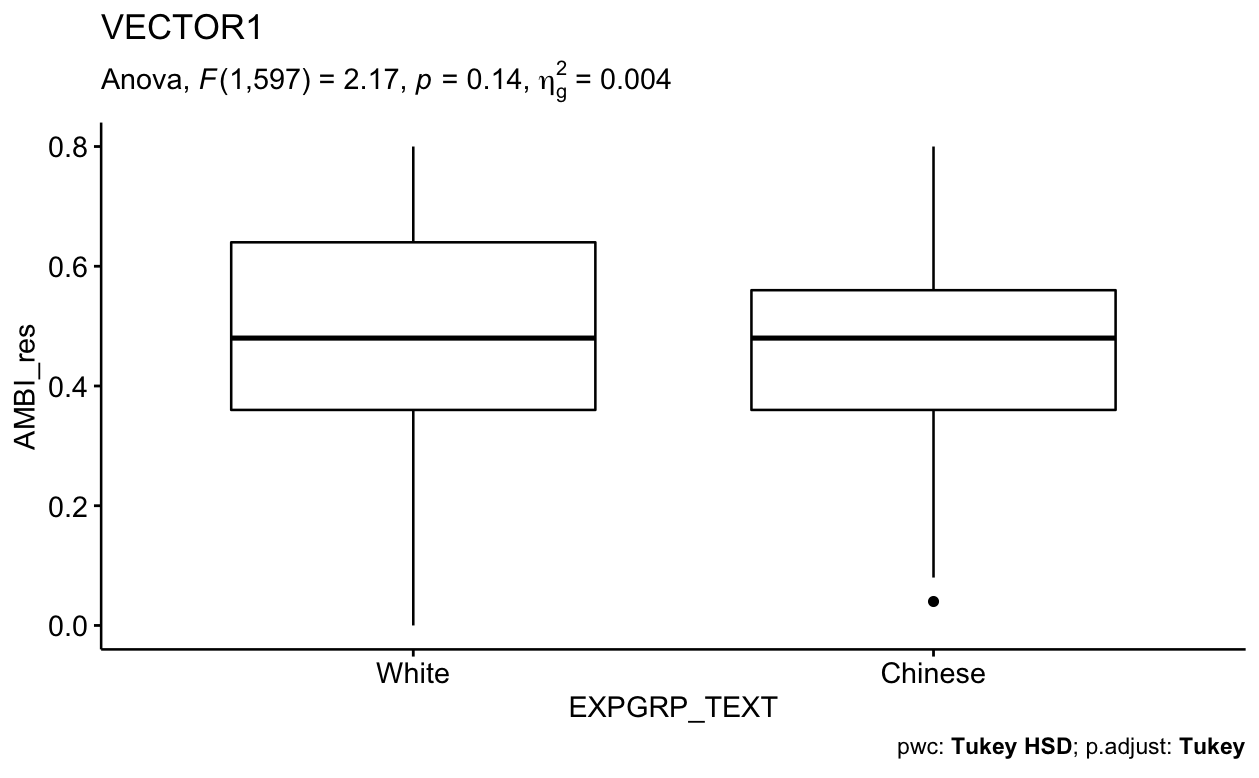 VECTOR1
Anova, F(1,597) = 2.17, p = 0.14, η²g = 0.004
0.8
0.6
0.4
0.2
0.0
AMBI_res
White Chinese
EXPGRP_TEXT
pwc: Tukey HSD; p.adjust: Tukey